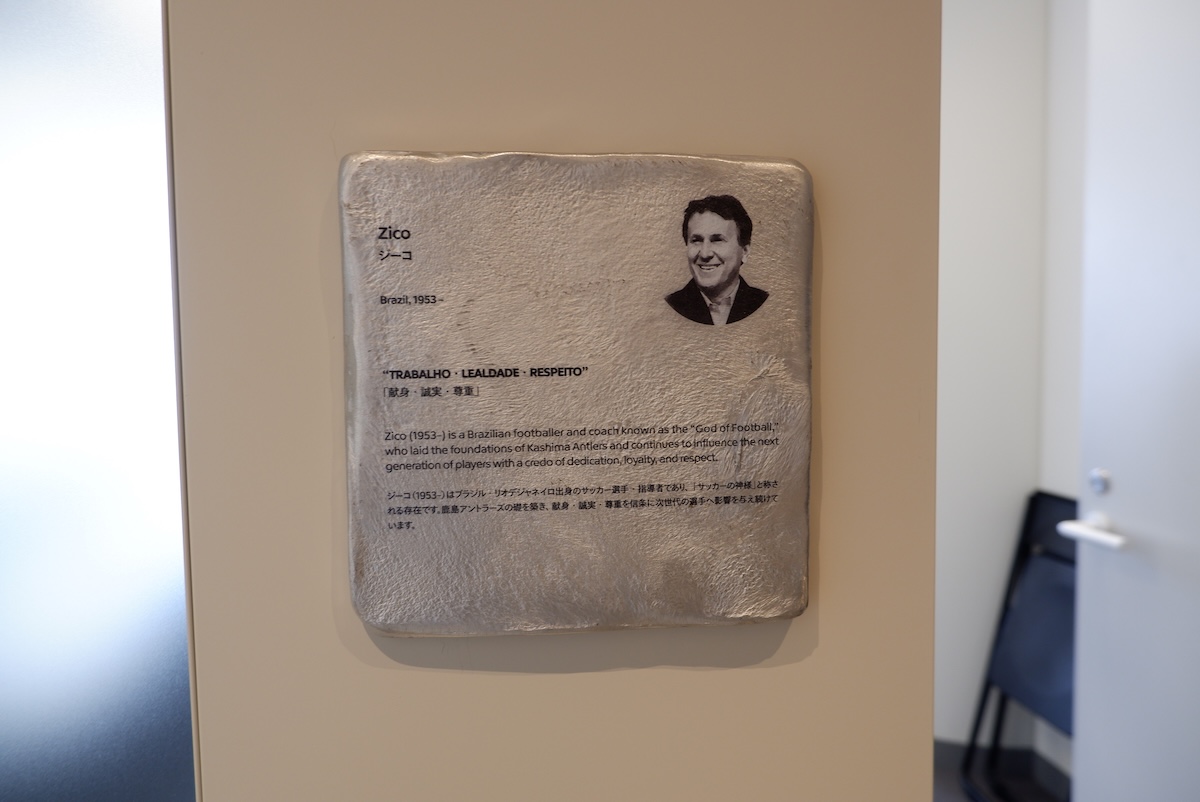 Zico
ジーコ
Brazil, 1953–
“TRABALHO · LEALDADE · RESPEITO”
「献身・誠実・尊重」
Zico (1953–) is a Brazilian footballer and coach known as the “God of Football,”
who laid the foundations of Kashima Antlers and continues to influence the next
generation of players with a credo of dedication, loyalty, and respect.
ジーコ(1953–)はブラジル・リオデジャネイロ出身のサッカー選手・指導者であり、「サッカーの神様」と称さ
れる存在です。鹿島アントラーズの礎を築き、献身・誠実・尊重を信条に次世代の選手へ影響を与え続けて
います。